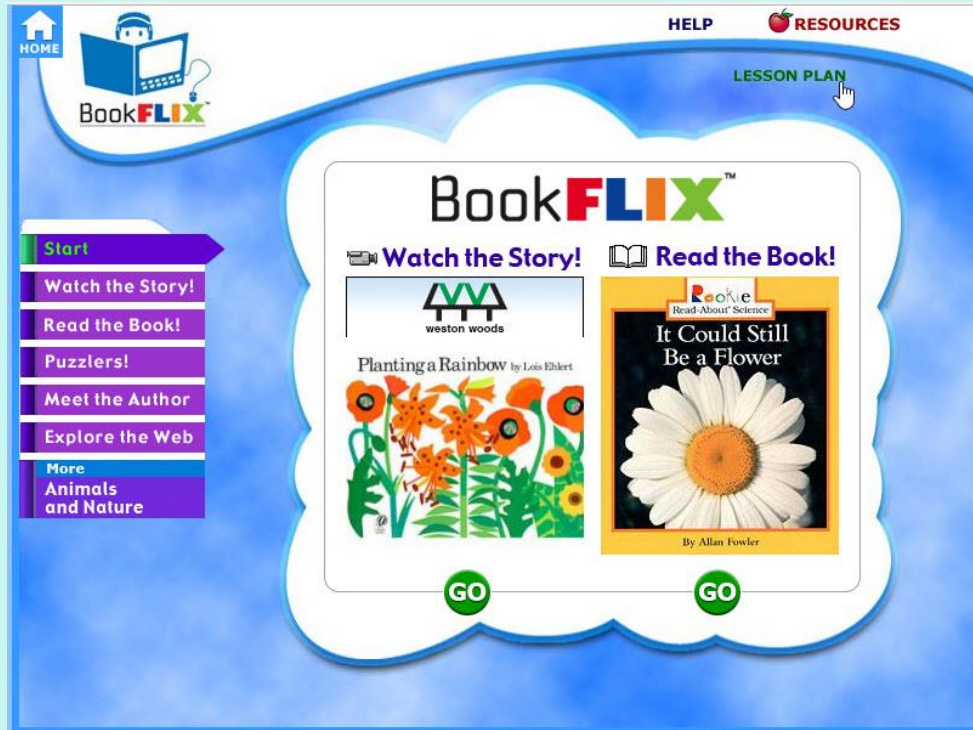 HOME
BookFLIX™
HELP
RESOURCES
LESSON PLAN
Start
Watch the Story!
Read the Book!
Puzzlers!
Meet the Author
Explore the Web
More
Animals
and Nature
BookFLIX™
Watch the Story!
weston woods
Planting a Rainbow by Lois Ehlert
GO
Read the Book!
Rookie
Read-About® Science
It Could Still
Be a Flower
By Allan Fowler
GO